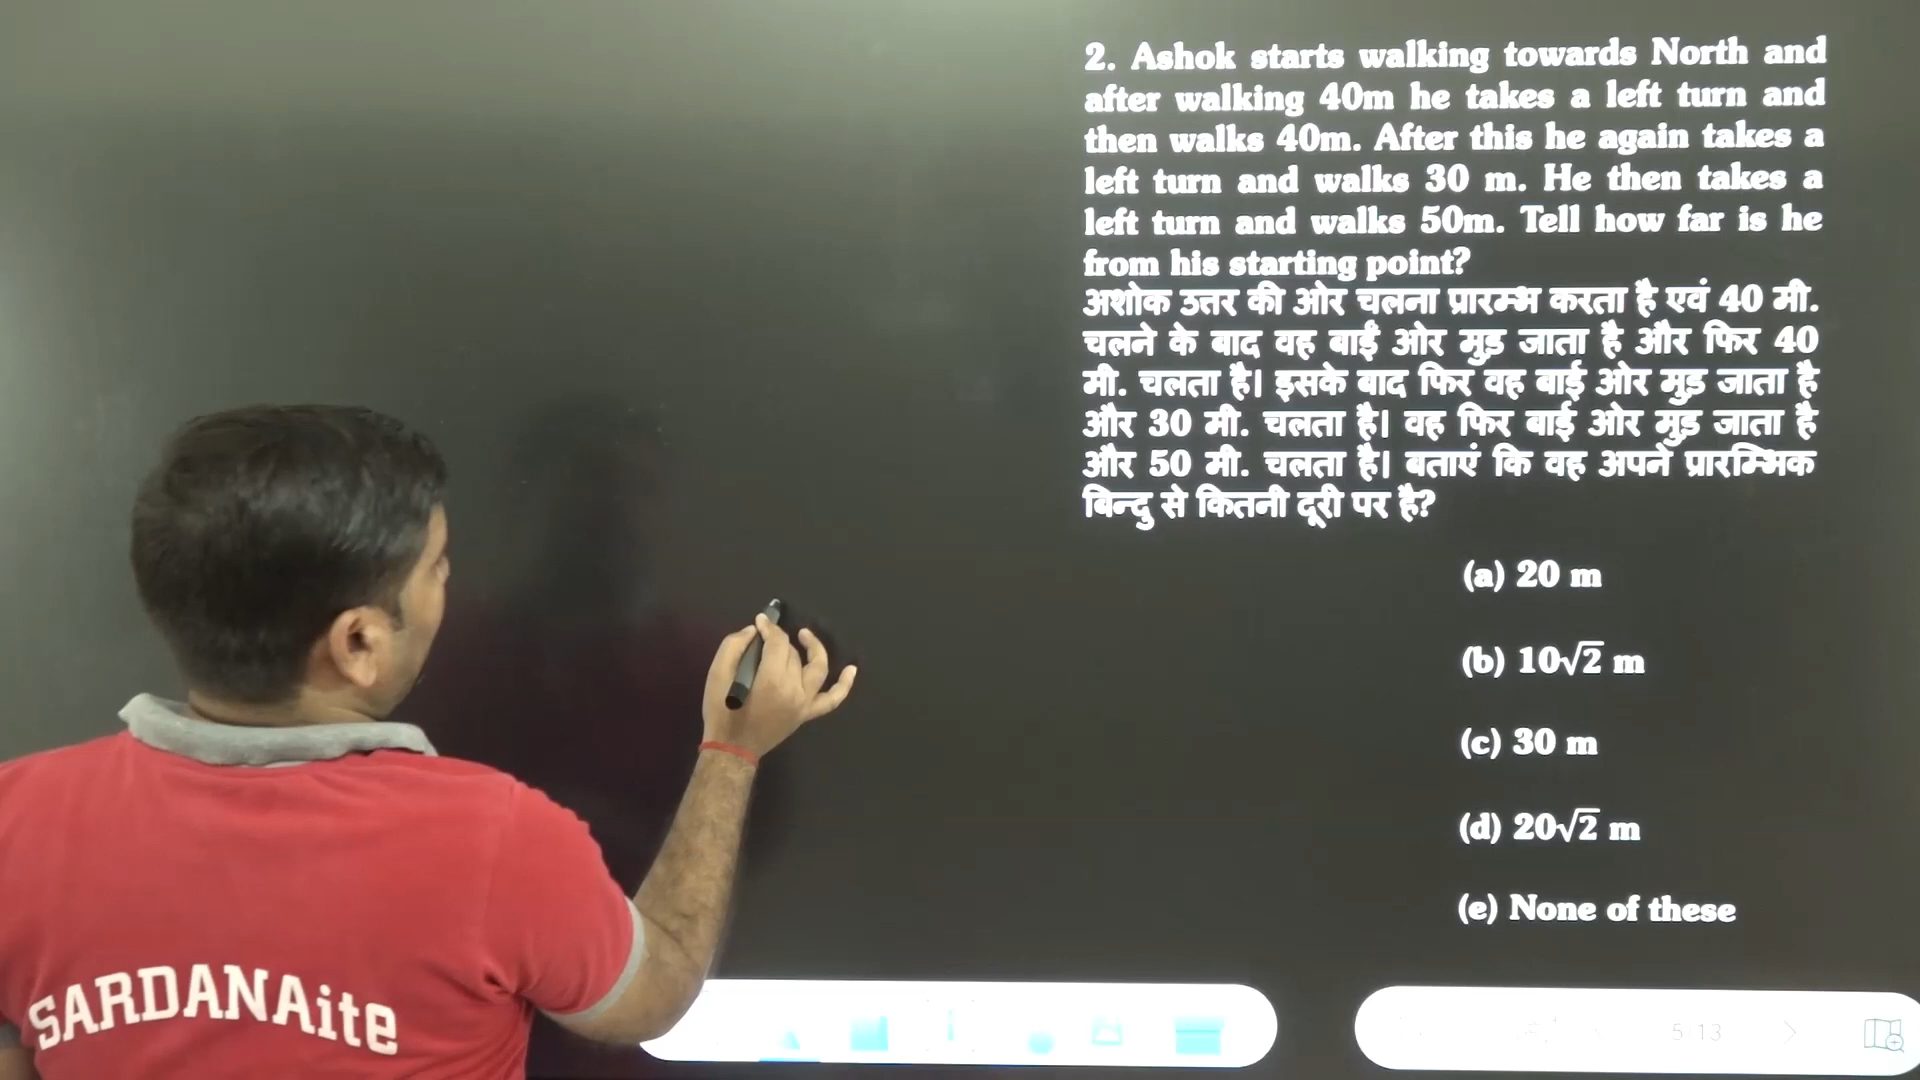 2. Ashok starts walking towards North and
after walking 40m he takes a left turn and
then walks 40m. After this he again takes a
left turn and walks 30 m. He then takes a
left turn and walks 50m. Tell how far is he
from his starting point?
अशोक उत्तर की ओर चलना प्रारम्भ करता है एवं 40 मी.
चलने के बाद वह बाईं ओर मुड़ जाता है और फिर 40
मी. चलता है। इसके बाद फिर वह बाई ओर मुड़ जाता है
और 30 मी. चलता है। वह फिर बाई ओर मुड़ जाता है
और 50 मी. चलता है। बताएं कि वह अपने प्रारम्भिक
बिन्दु से कितनी दूरी पर है?
(a) 20 m
(b) 10√2 m
(c) 30 m
(d) 20√2 m
(e) None of these
SARDANAite
5/13